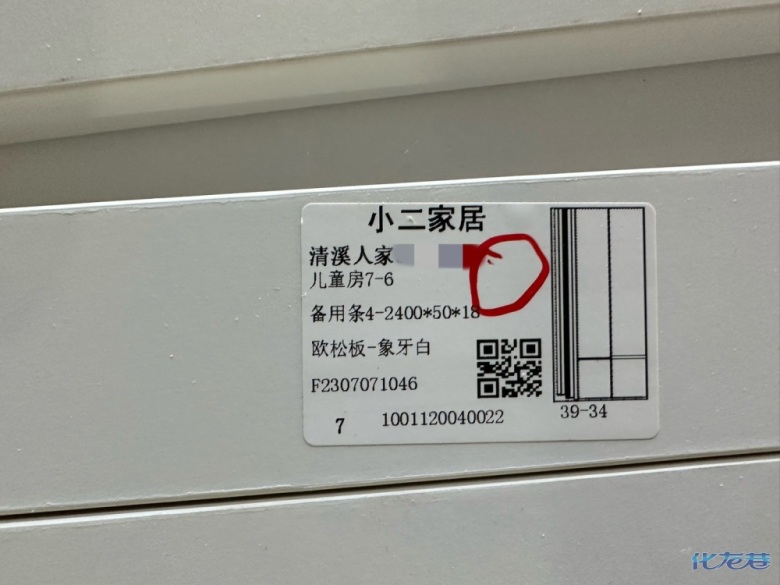 小二家居
清溪人家
儿童房7-6
备用条4-2400*50*18
欧松板-象牙白
F2307071046
7 1001120040022
39-34
化龙巷